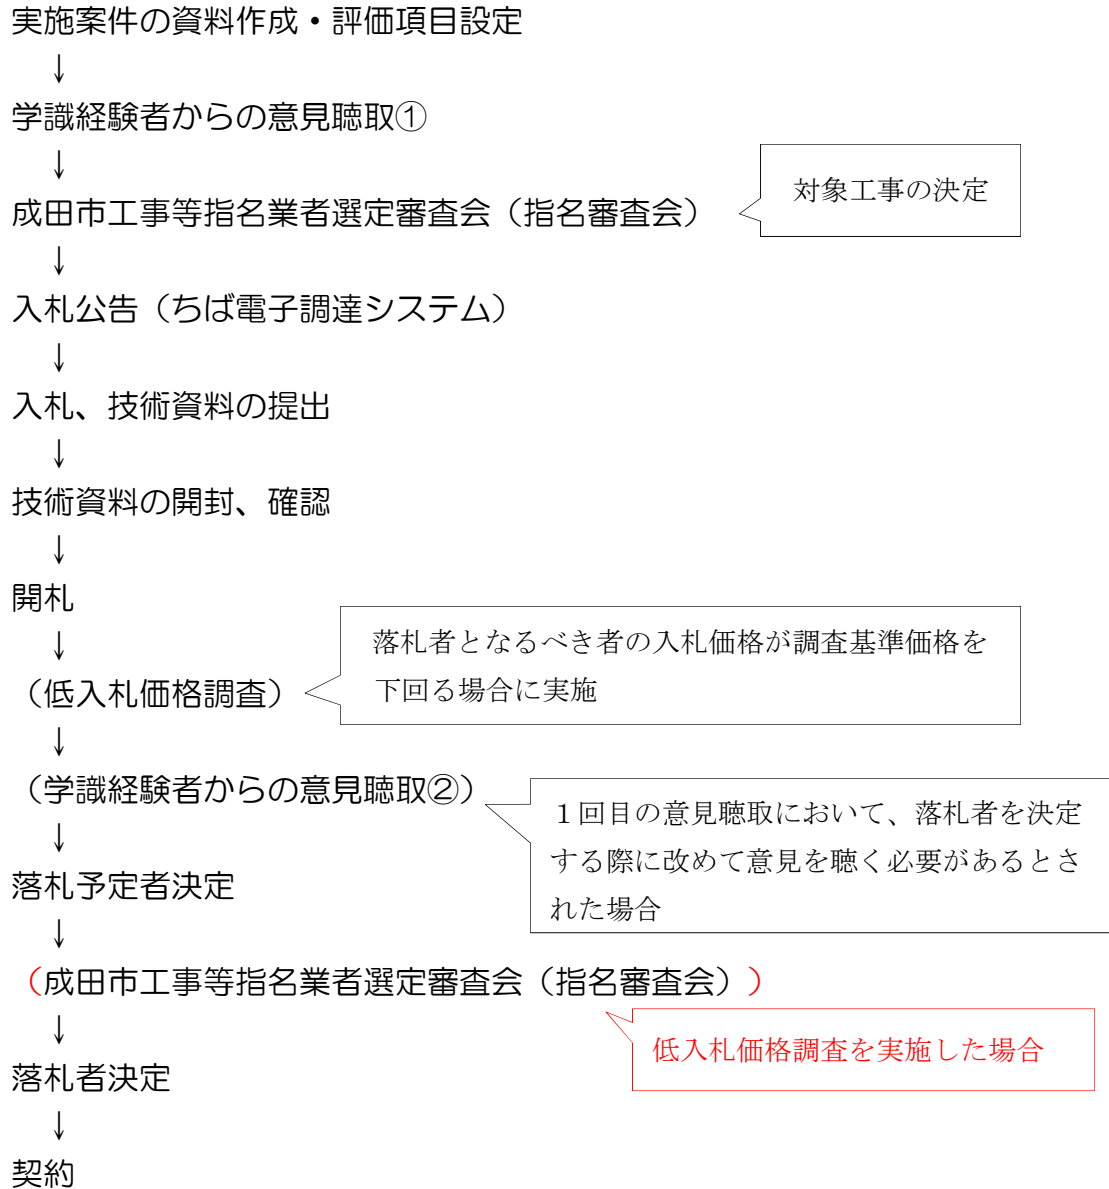 実施案件の資料作成・評価項目設定
↓
学識経験者からの意見聴取①
↓
成田市工事等指名業者選定審査会（指名審査会）
対象工事の決定
↓
入札公告（ちば電子調達システム）
↓
入札、技術資料の提出
↓
技術資料の開封、確認
↓
開札
↓
（低入札価格調査）
落札者となるべき者の入札価格が調査基準価格を
下回る場合に実施
↓
（学識経験者からの意見聴取②）
１回目の意見聴取において、落札者を決定
する際に改めて意見を聴く必要があるとさ
れた場合
↓
落札予定者決定
↓
（成田市工事等指名業者選定審査会（指名審査会））
低入札価格調査を実施した場合
↓
落札者決定
↓
契約